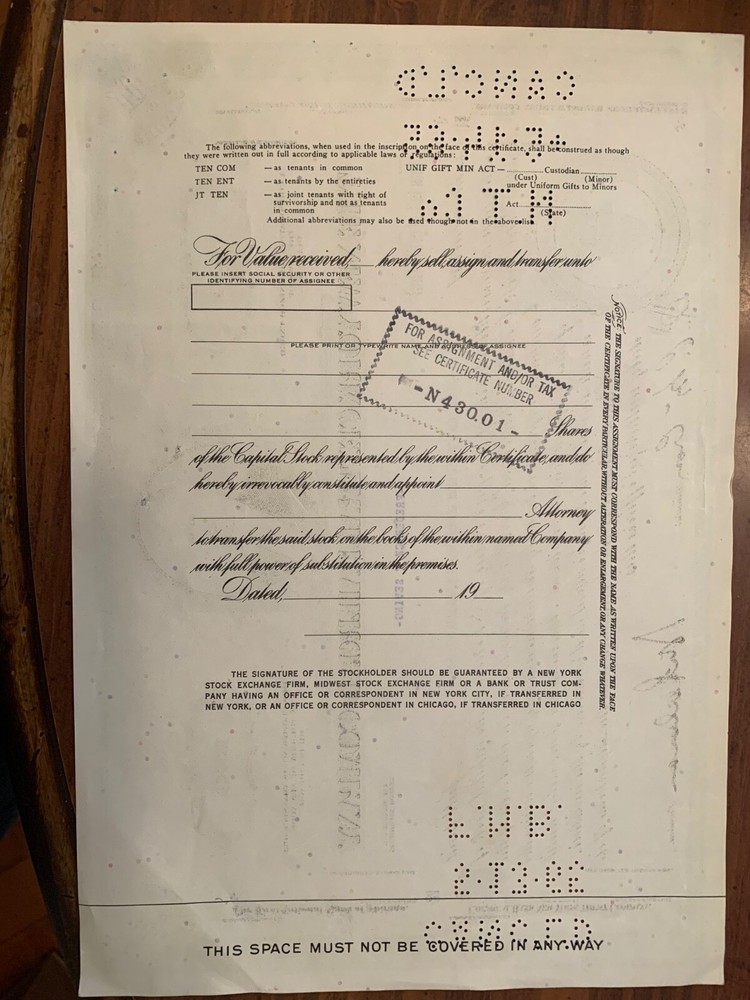 The following abbreviations, when used in the inscription on the face of this certificate, shall be construed as though
they were written out in full according to applicable laws or regulations:
TEN COM — as tenants in common UNIF GIFT MIN ACT — Custodian
(Cust) (Minor)
TEN ENT — as tenants by the entireties under Uniform Gifts to Minors
JT TEN — as joint tenants with right of
survivorship and not as tenants
in common
Act
(State)
Additional abbreviations may also be used though not in the above list.
For Value received, hereby sell, assign, and transfer unto
PLEASE INSERT SOCIAL SECURITY OR OTHER
IDENTIFYING NUMBER OF ASSIGNEE
PLEASE PRINT OR TYPEWRITE NAME AND ADDRESS OF ASSIGNEE
FOR ASSIGNMENT AND/OR TAX
SEE CERTIFICATE NUMBER
-N43001-
Shares
of the Capital Stock represented by the within Certificate, and do
hereby irrevocably constitute and appoint
Attorney
to transfer the said stock on the books of the within named Company
with full power of substitution in the premises.
Dated, 19
NOTICE: THE SIGNATURE TO THIS ASSIGNMENT MUST CORRESPOND WITH THE NAME AS WRITTEN UPON THE FACE
OF THE CERTIFICATE IN EVERY PARTICULAR WITHOUT ALTERATION OR ENLARGEMENT, OR ANY CHANGE WHATEVER.
THE SIGNATURE OF THE STOCKHOLDER SHOULD BE GUARANTEED BY A NEW YORK
STOCK EXCHANGE FIRM, MIDWEST STOCK EXCHANGE FIRM OR A BANK OR TRUST COM-
PANY HAVING AN OFFICE OR CORRESPONDENT IN NEW YORK CITY, IF TRANSFERRED IN
NEW YORK, OR AN OFFICE OR CORRESPONDENT IN CHICAGO, IF TRANSFERRED IN CHICAGO
THIS SPACE MUST NOT BE COVERED IN ANY WAY